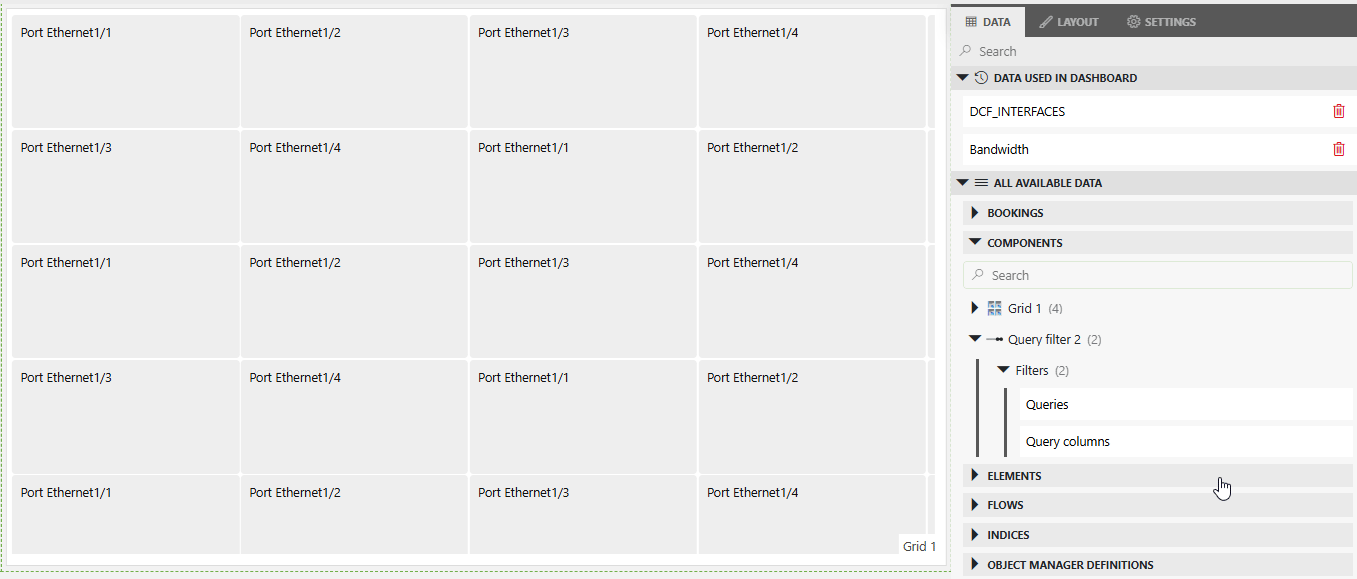 Port Ethernet1/1 Port Ethernet1/2 Port Ethernet1/3 Port Ethernet1/4
Port Ethernet1/3 Port Ethernet1/4 Port Ethernet1/1 Port Ethernet1/2
Port Ethernet1/1 Port Ethernet1/2 Port Ethernet1/3 Port Ethernet1/4
Port Ethernet1/3 Port Ethernet1/4 Port Ethernet1/1 Port Ethernet1/2
Port Ethernet1/1 Port Ethernet1/2 Port Ethernet1/3 Port Ethernet1/4
Grid 1
DATA LAYOUT SETTINGS
Search
DATA USED IN DASHBOARD
DCF_INTERFACES
Bandwidth
ALL AVAILABLE DATA
BOOKINGS
COMPONENTS
Search
Grid 1 (4)
Query filter 2 (2)
Filters (2)
Queries
Query columns
ELEMENTS
FLOWS
INDICES
OBJECT MANAGER DEFINITIONS